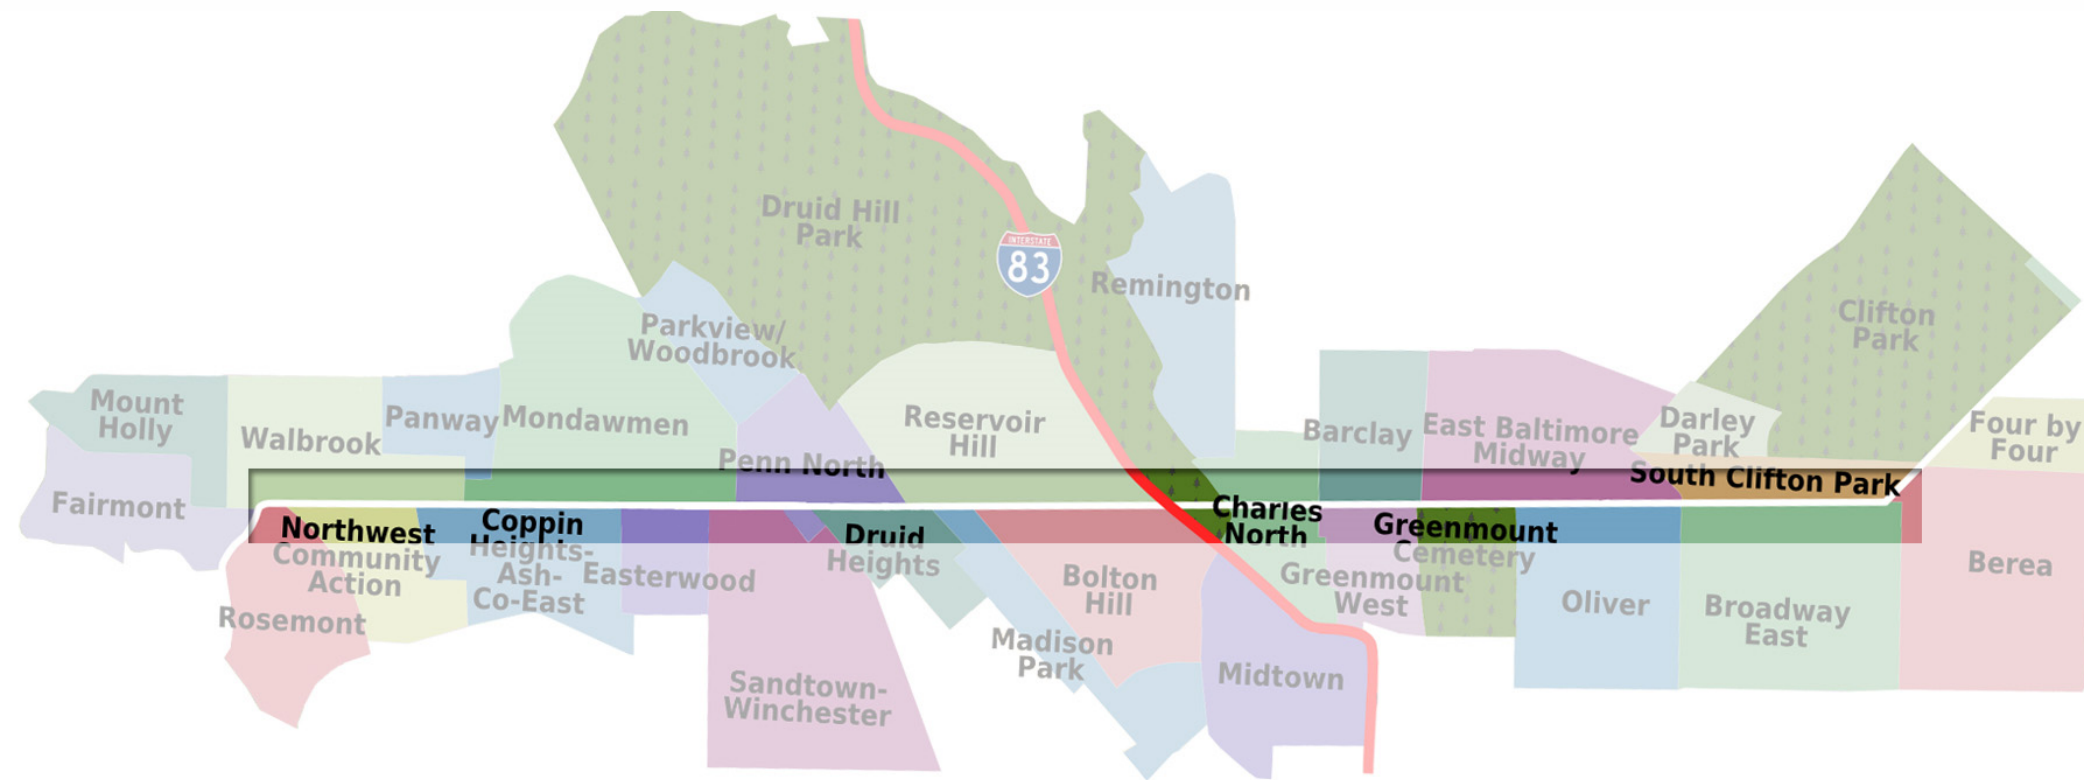 Druid Hill
Park
INTERSTATE
83
Remington
Clifton
Park
Parkview/
Woodbrook
Mount
Holly
Walbrook
Panway
Mondawmen
Penn North
Reservoir
Hill
Barclay
East Baltimore
Midway
Darley
Park
Four by
Four
South Clifton Park
Fairmont
Northwest
Community
Action
Coppin
Heights-
Ash-
Co-East
Easterwood
Druid
Heights
Charles
North
Greenmount
Cemetery
Greenmount
West
Bolton
Hill
Oliver
Broadway
East
Berea
Rosemont
Madison
Park
Midtown
Sandtown-
Winchester